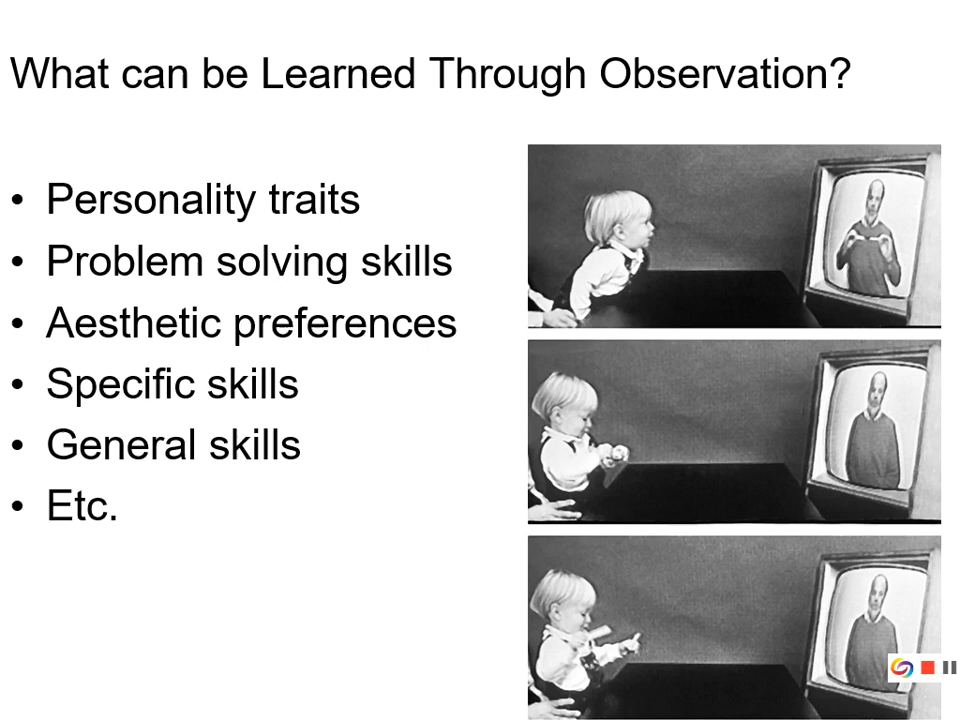 What can be Learned Through Observation?
• Personality traits
• Problem solving skills
• Aesthetic preferences
• Specific skills
• General skills
• Etc.